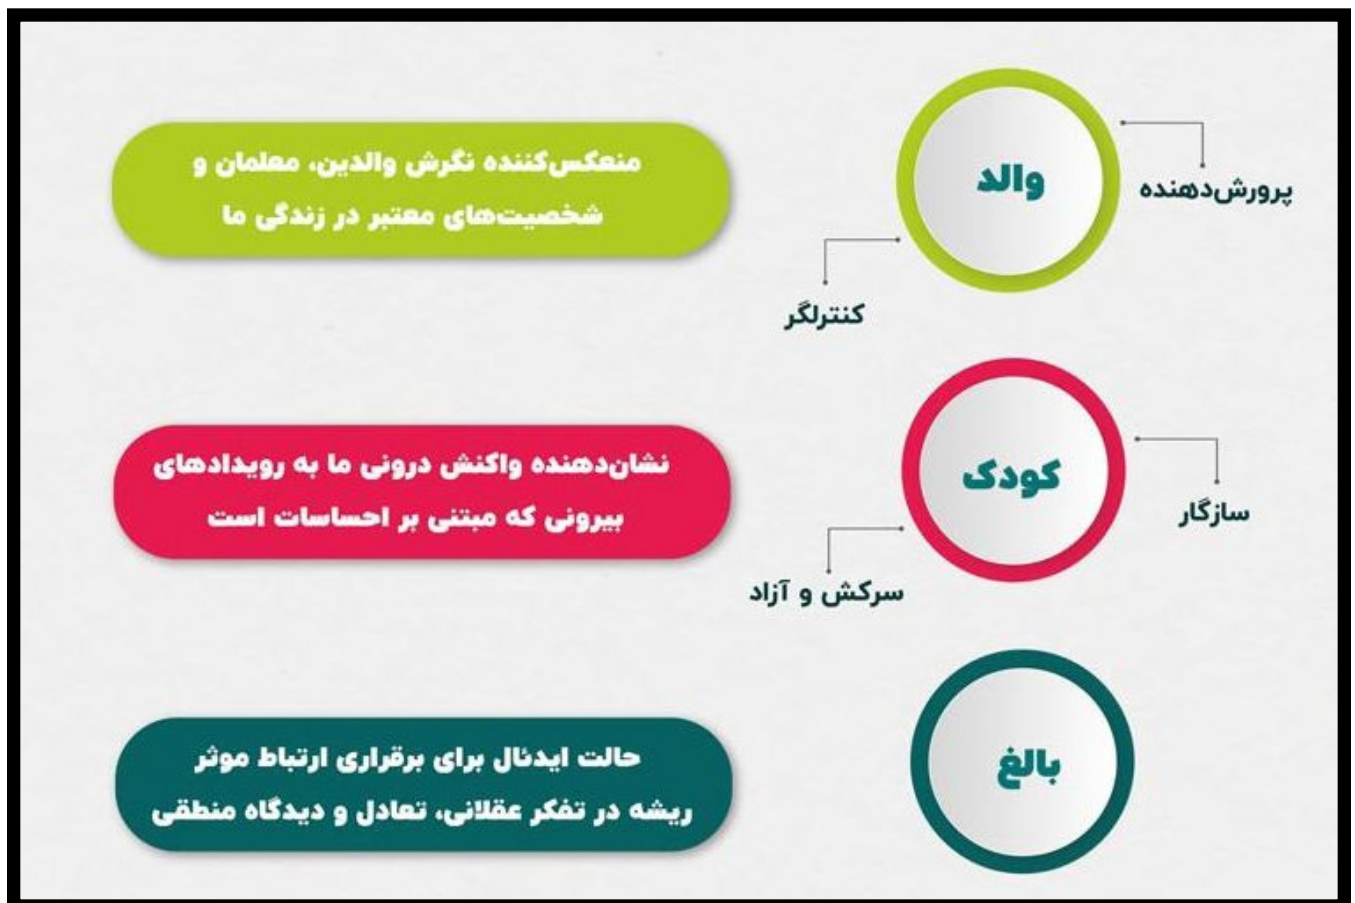 والد
پرورش‌دهنده
کنترلگر
منعکس‌کننده نگرش والدین، معلمان و
شخصیت‌های معتبر در زندگی ما
کودک
سازگار
سرکش و آزاد
نشان‌دهنده واکنش درونی ما به رویدادهای
بیرونی که مبتنی بر احساسات است
بالغ
حالت ایدئال برای برقراری ارتباط موثر
ریشه در تفکر عقلانی، تعادل و دیدگاه منطقی